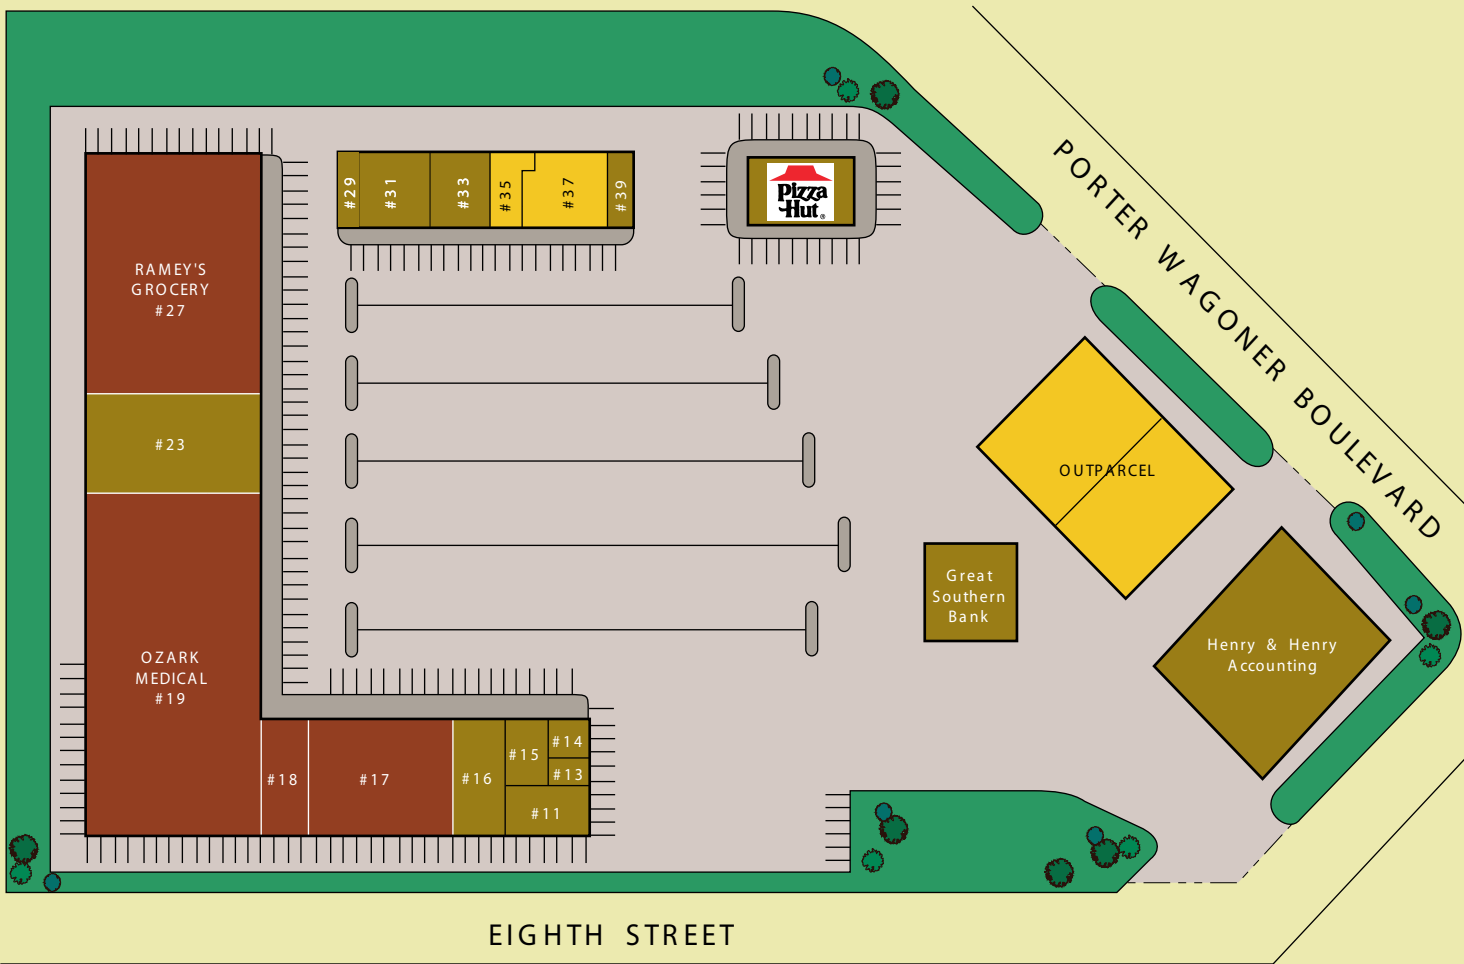 PORTER WAGONER BOULEVARD
#29
#31
#33
#35
#37
#39
Pizza
Hut®
RAMEY'S
GROCERY
#27
#23
OZARK
MEDICAL
#19
OUTPARCEL
Great
Southern
Bank
Henry & Henry
Accounting
#18
#17
#16
#15
#14
#13
#11
EIGHTH STREET